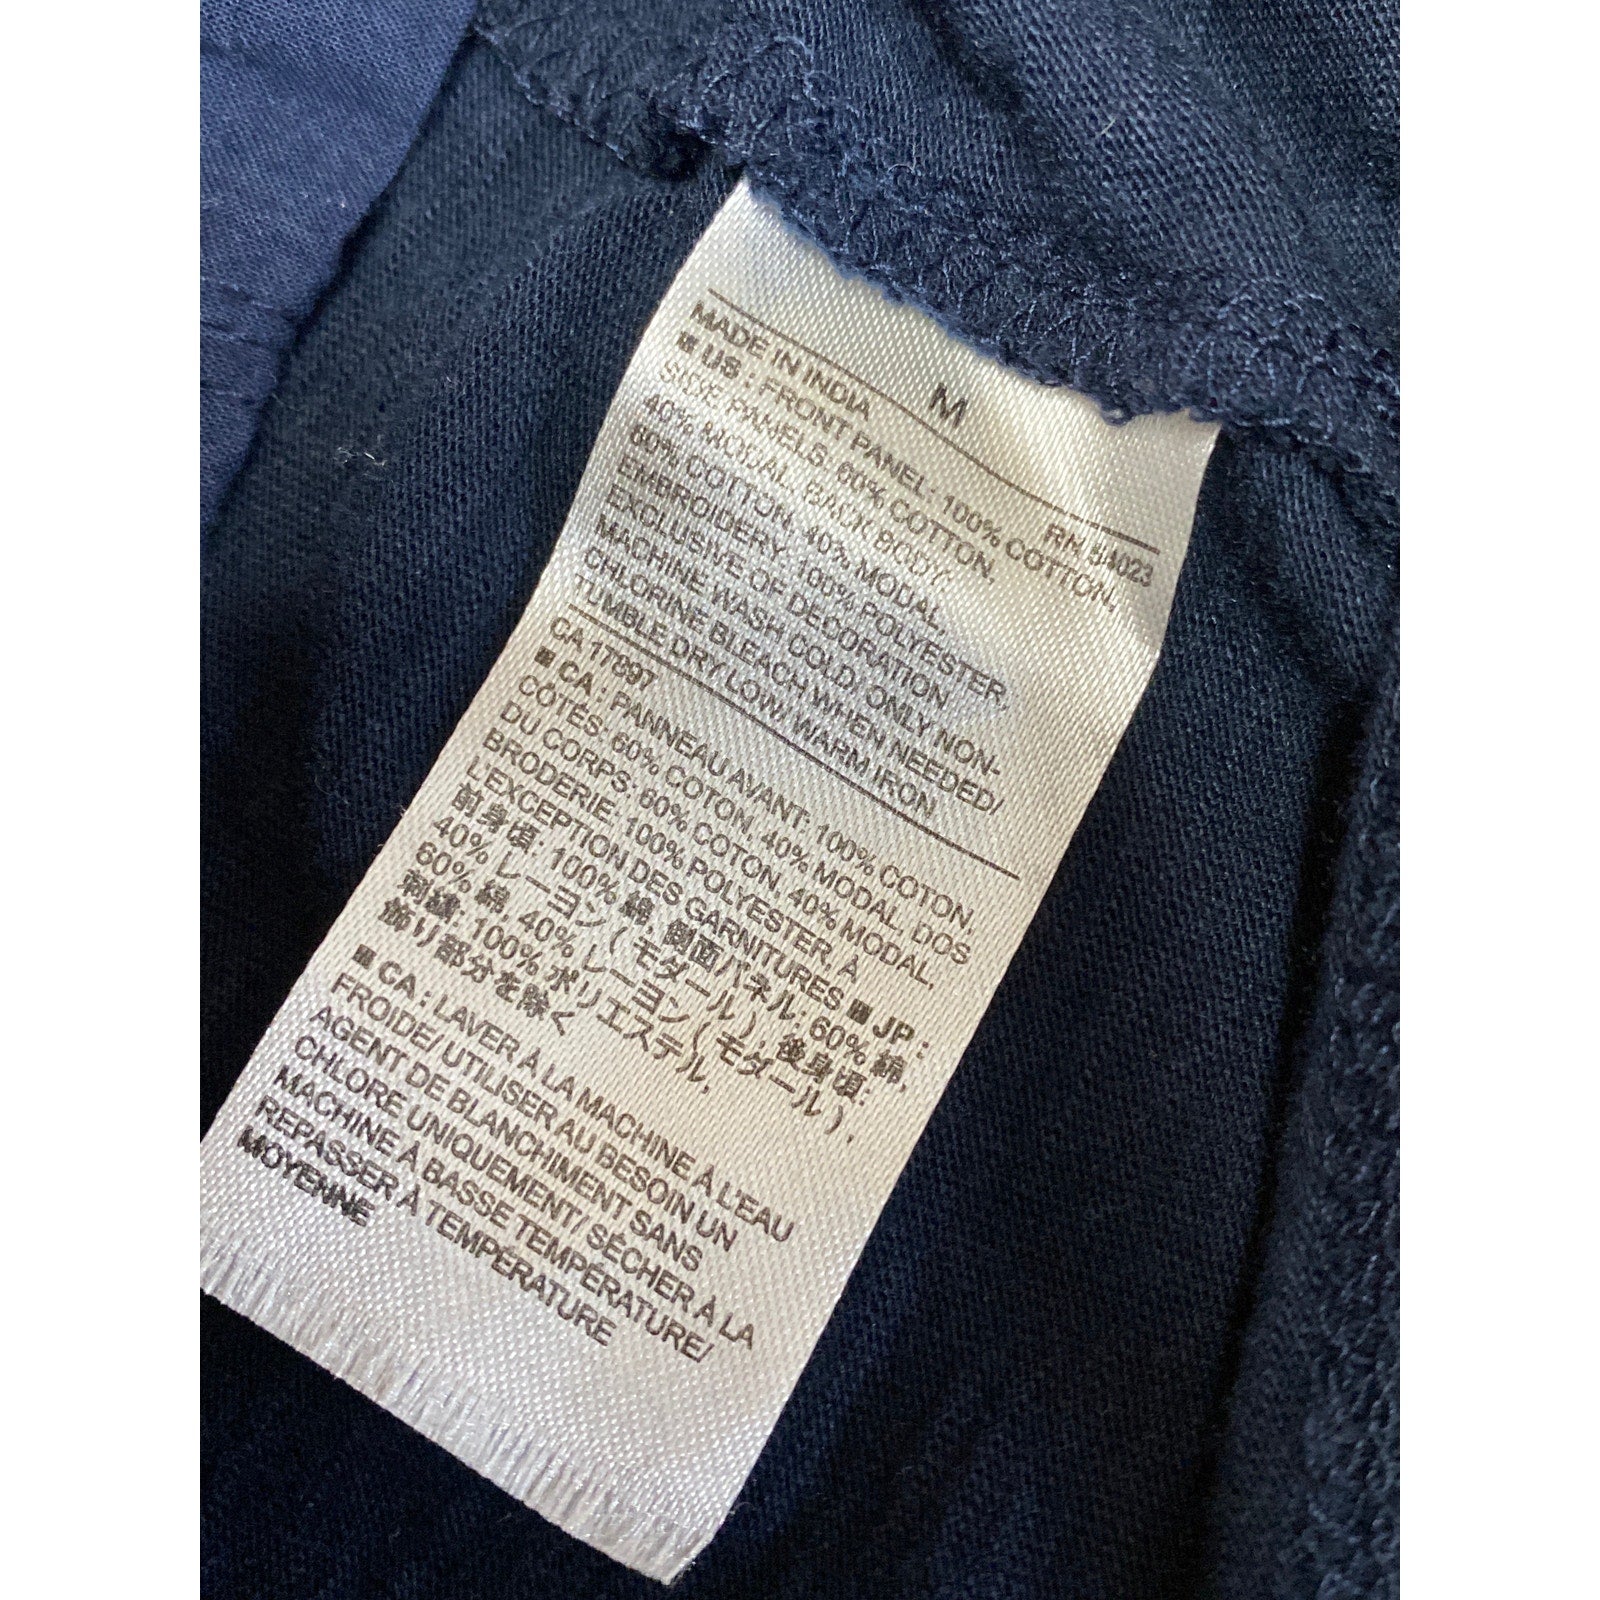 M
MADE IN INDIA RN 54023
■ US : FRONT PANEL: 100% COTTON,
SIDE PANELS: 60% COTTON,
40% MODAL, BACK BODY:
60% COTTON, 40% MODAL,
EMBROIDERY: 100% POLYESTER,
EXCLUSIVE OF DECORATION
MACHINE WASH COLD/ ONLY NON-
CHLORINE BLEACH WHEN NEEDED/
TUMBLE DRY LOW/ WARM IRON
CA 17897
■ CA : PANNEAU AVANT: 100% COTON,
CÔTÉS: 60% COTON, 40% MODAL, DOS
DU CORPS: 60% COTON, 40% MODAL,
BRODERIE: 100% POLYESTER, À
L'EXCEPTION DES GARNITURES ■ JP :
前身頃: 100% 綿, 側面パネル: 60% 綿,
40% レーヨン ( モダール ), 後身頃:
60% 綿, 40% レーヨン ( モダール ),
刺繍: 100% ポリエステル,
飾り部分を除く
■ CA : LAVER À LA MACHINE À L'EAU
FROIDE/ UTILISER AU BESOIN UN
AGENT DE BLANCHIMENT SANS
CHLORE UNIQUEMENT/ SÉCHER À LA
MACHINE À BASSE TEMPÉRATURE/
REPASSER À TEMPÉRATURE
MOYENNE